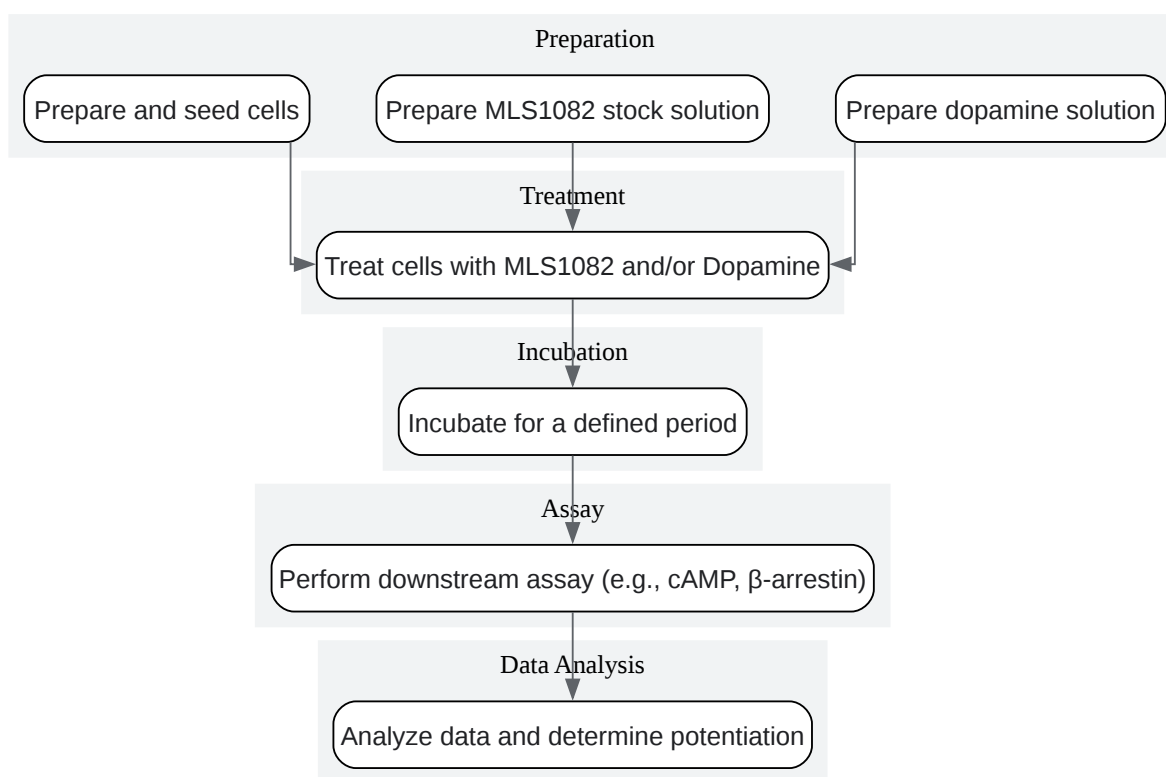 Preparation
Prepare and seed cells
Prepare MLS1082 stock solution
Prepare dopamine solution
Treatment
Treat cells with MLS1082 and/or Dopamine
Incubation
Incubate for a defined period
Assay
Perform downstream assay (e.g., cAMP, β-arrestin)
Data Analysis
Analyze data and determine potentiation